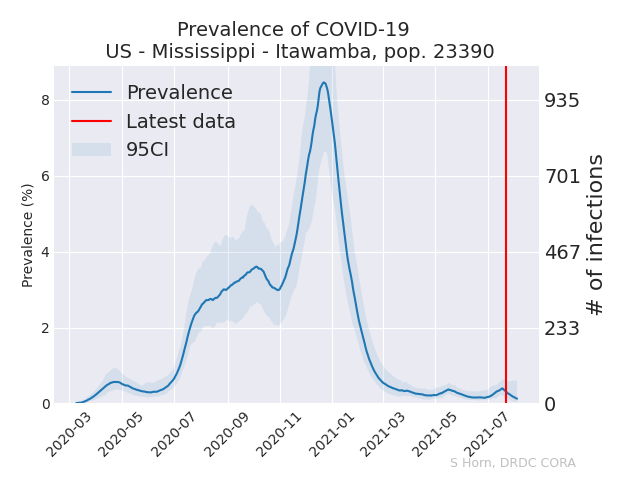 Prevalence of COVID-19
US - Mississippi - Itawamba, pop. 23390
Prevalence
Latest data
95CI
Prevalence (%)
8
6
4
2
0
935
701
467
233
0
# of infections
2020-03
2020-05
2020-07
2020-09
2020-11
2021-01
2021-03
2021-05
2021-07
S Horn, DRDC CORA